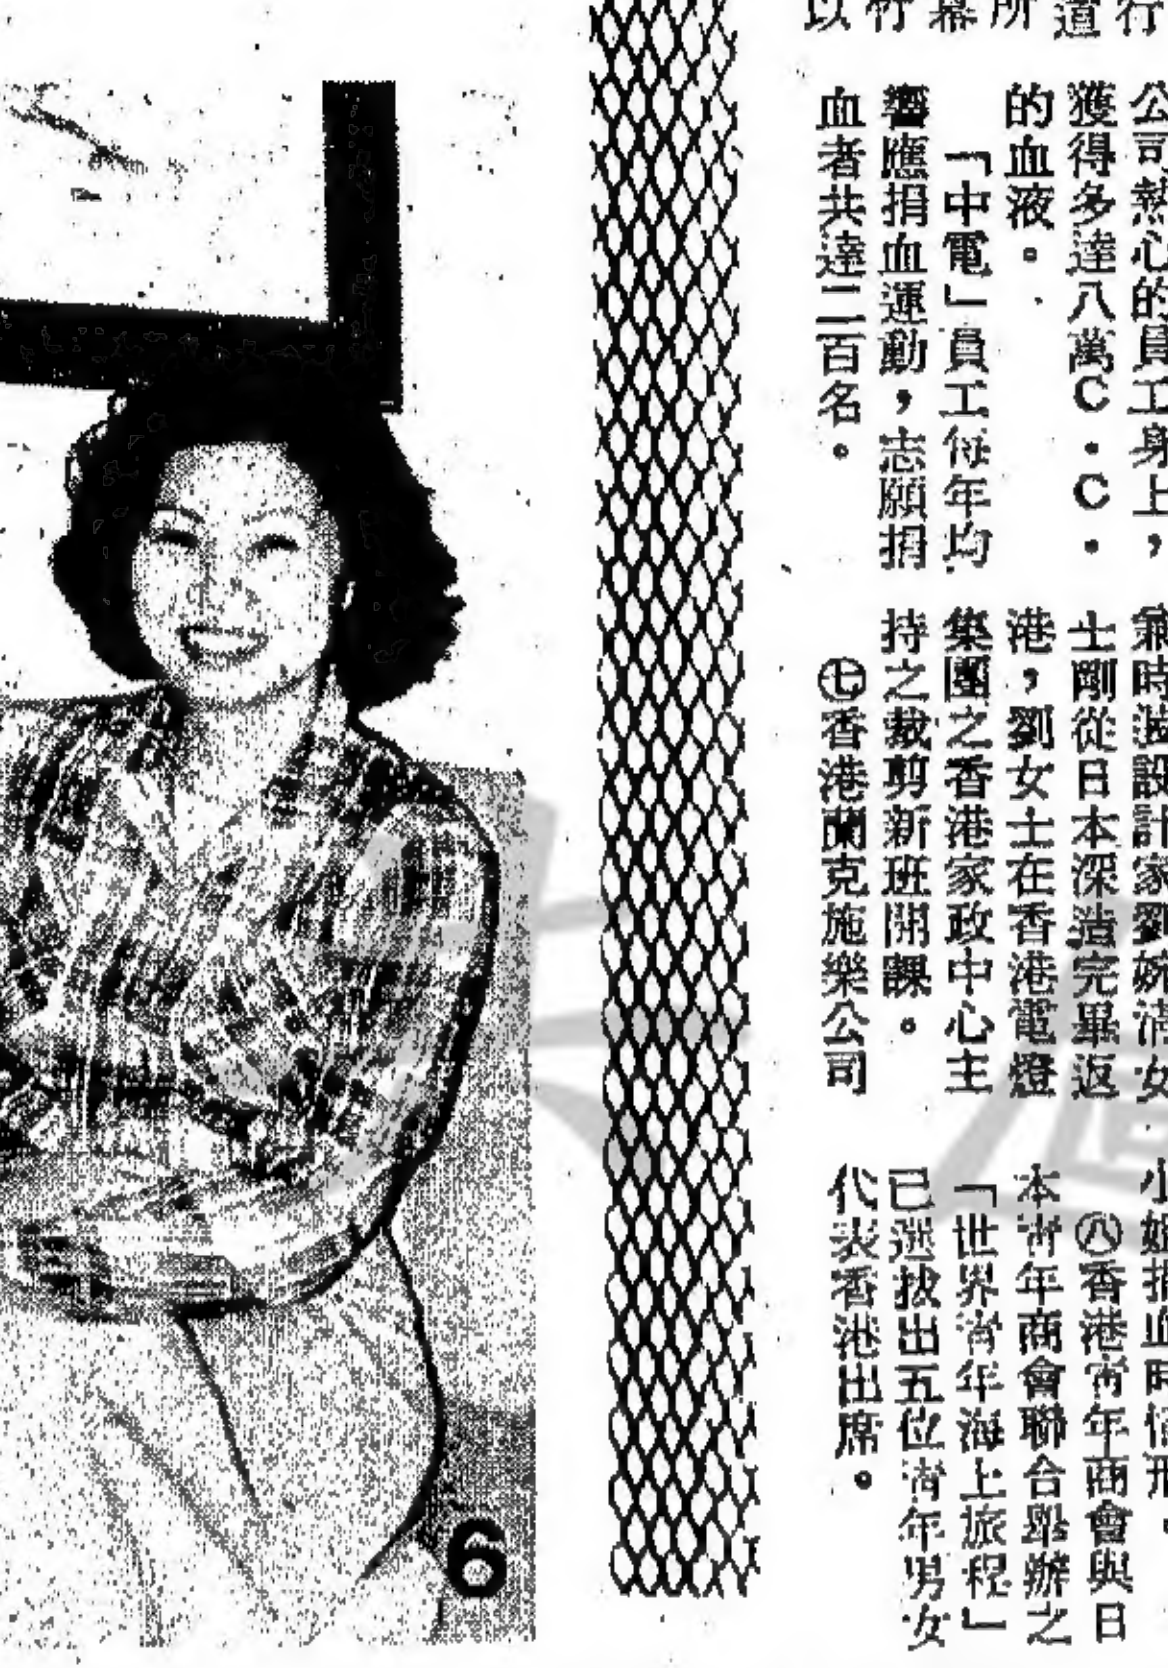 行
道
所
幕
竹
以
公司熱心的員工身上，
獲得多達八萬C．C．
的血液。
「中電」員工每年均
響應捐血運動，志願捐
血者共達二百名。
兼時裝設計家劉婉清女
士剛從日本深造完畢返
港，劉女士在香港電燈
集團之香港家政中心主
持之裁剪新班開課。
㊆香港蘭克施樂公司
小姐捐血時情形。
㊇香港青年商會與日
本青年商會聯合舉辦之
「世界青年海上旅程」
已選拔出五位青年男女
代表香港出席。
6